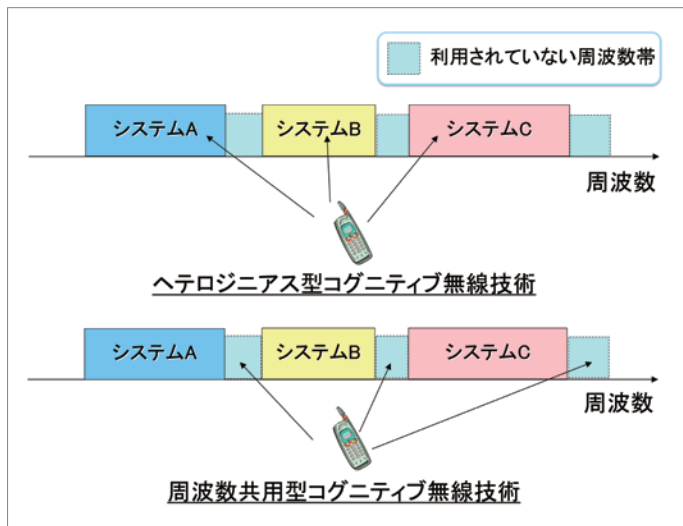 利用されていない周波数帯
システムA
システムB
システムC
周波数
ヘテロジニアス型コグニティブ無線技術
システムA
システムB
システムC
周波数
周波数共用型コグニティブ無線技術